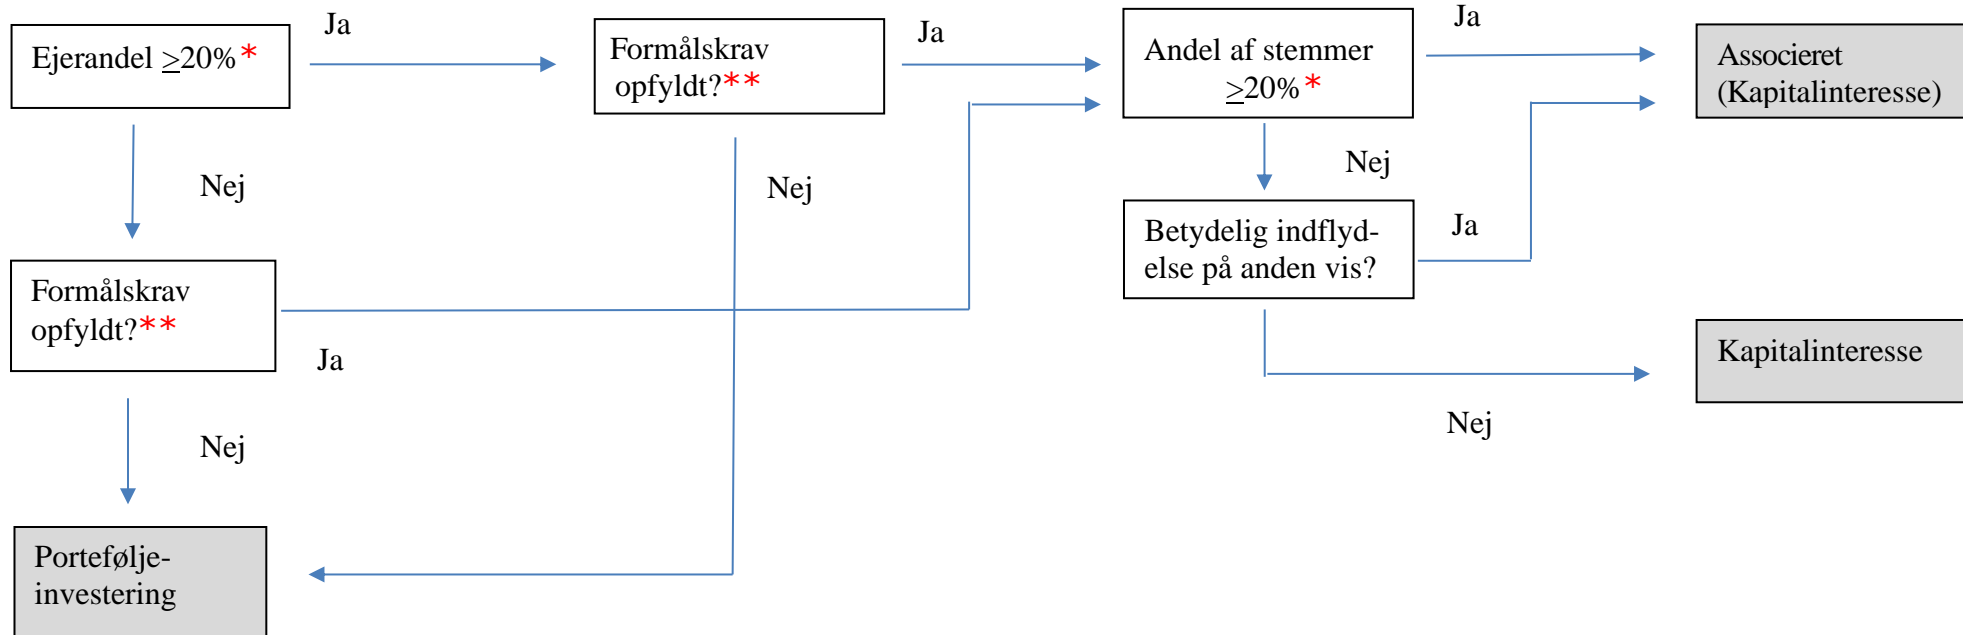 Ja
Ejerandel ≥20%*
Formålskrav
opfyldt?**
Ja
Andel af stemmer
≥20%*
Ja
Associeret
(Kapitalinteresse)
Nej
Nej
Nej
Betydelig indflyd-
else på anden vis?
Ja
Formålskrav
opfyldt?**
Ja
Kapitalinteresse
Nej
Nej
Portefølje-
investering